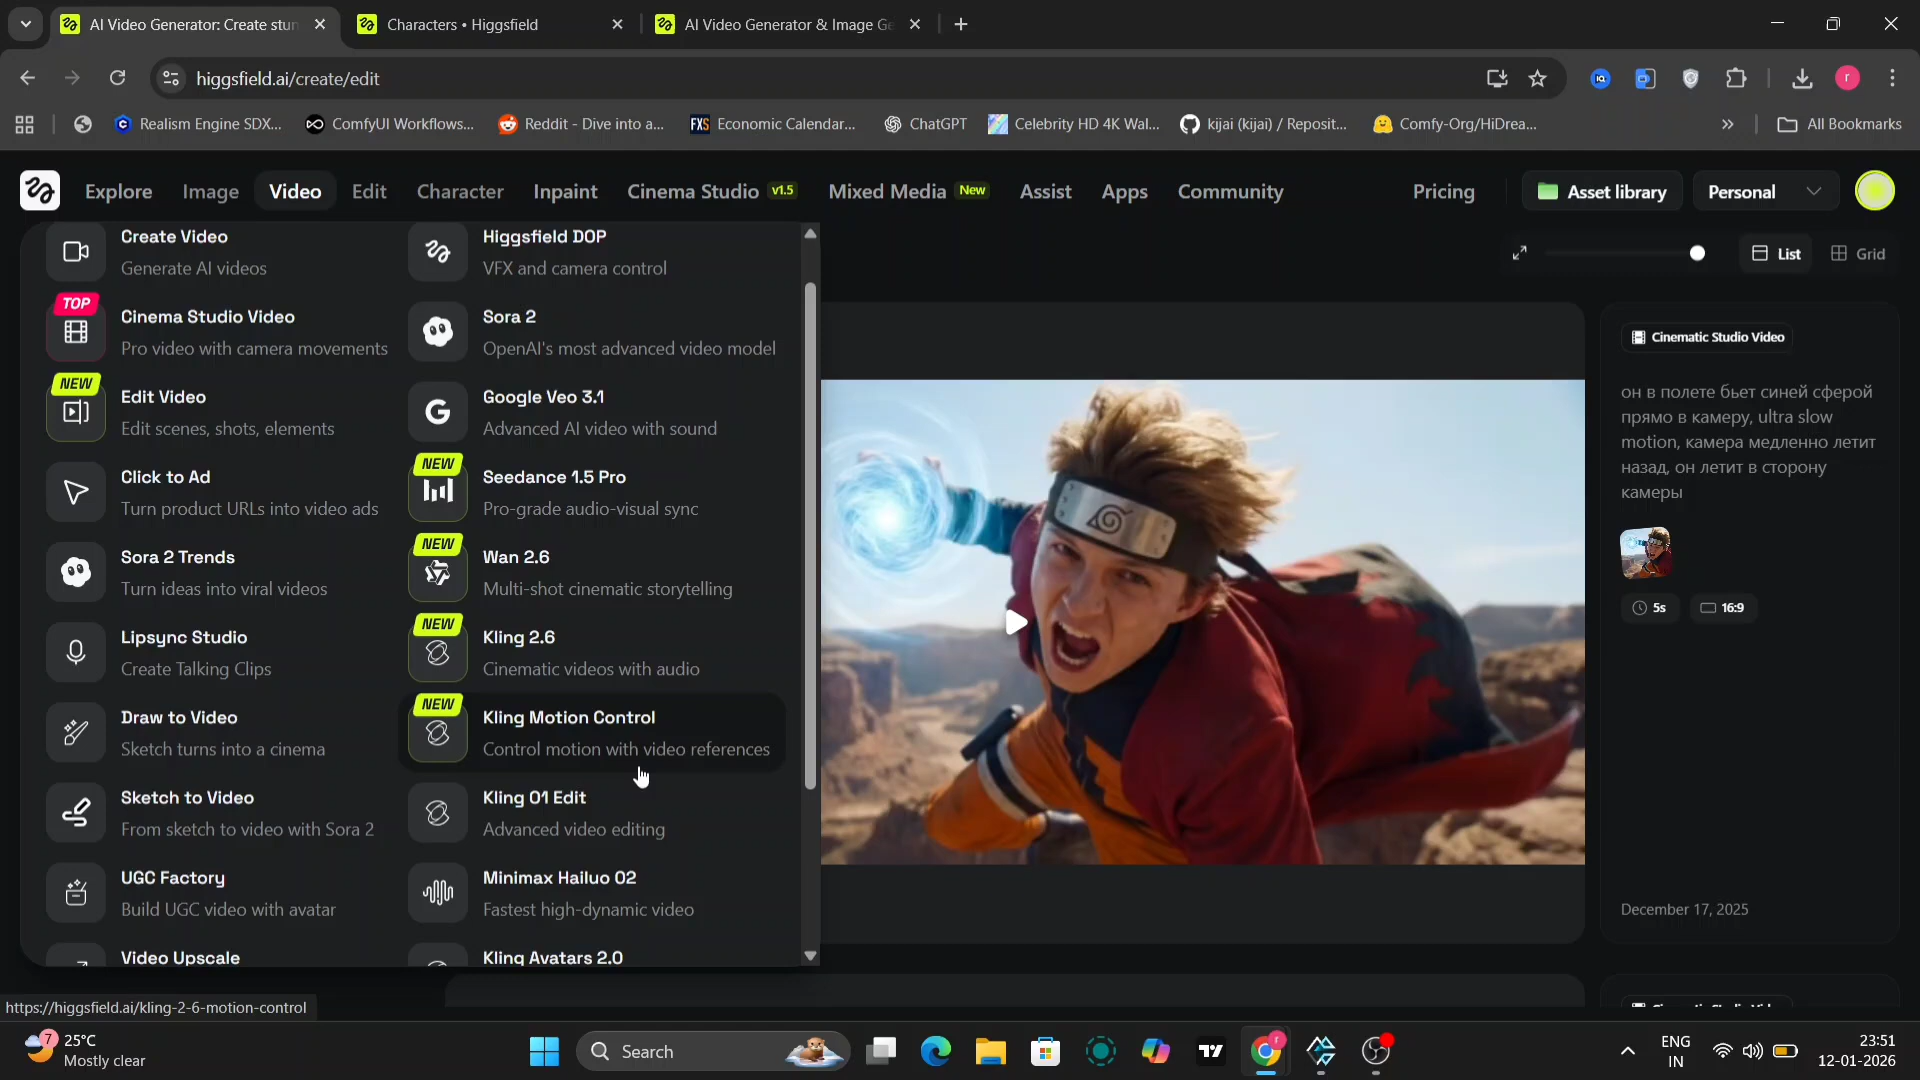 AI Video Generator: Create stun
Characters • Higgsfield
AI Video Generator & Image Ge
higgsfield.ai/create/edit
Realism Engine SDX...
ComfyUI Workflows...
Reddit - Dive into a...
FXS Economic Calendar...
ChatGPT
Celebrity HD 4K Wal...
kijai (kijai) / Reposit...
Comfy-Org/HiDrea...
All Bookmarks
Explore
Image
Video
Edit
Character
Inpaint
Cinema Studio v1.5
Mixed Media New
Assist
Apps
Community
Pricing
Asset library
Personal
List
Grid
Create Video
Generate AI videos
TOP
Cinema Studio Video
Pro video with camera movements
NEW
Edit Video
Edit scenes, shots, elements
Click to Ad
Turn product URLs into video ads
Sora 2 Trends
Turn ideas into viral videos
Lipsync Studio
Create Talking Clips
Draw to Video
Sketch turns into a cinema
Sketch to Video
From sketch to video with Sora 2
UGC Factory
Build UGC video with avatar
Video Upscale
Higgsfield DOP
VFX and camera control
Sora 2
OpenAI's most advanced video model
Google Veo 3.1
Advanced AI video with sound
NEW
Seedance 1.5 Pro
Pro-grade audio-visual sync
NEW
Wan 2.6
Multi-shot cinematic storytelling
NEW
Kling 2.6
Cinematic videos with audio
NEW
Kling Motion Control
Control motion with video references
Kling O1 Edit
Advanced video editing
Minimax Hailuo 02
Fastest high-dynamic video
Kling Avatars 2.0
Cinematic Studio Video
он в полете бьет синей сферой
прямо в камеру, ultra slow
motion, камера медленно летит
назад, он летит в сторону
камеры
5s
16:9
December 17, 2025
https://higgsfield.ai/kling-2-6-motion-control
7
25°C
Mostly clear
Search
ENG
IN
23:51
12-01-2026